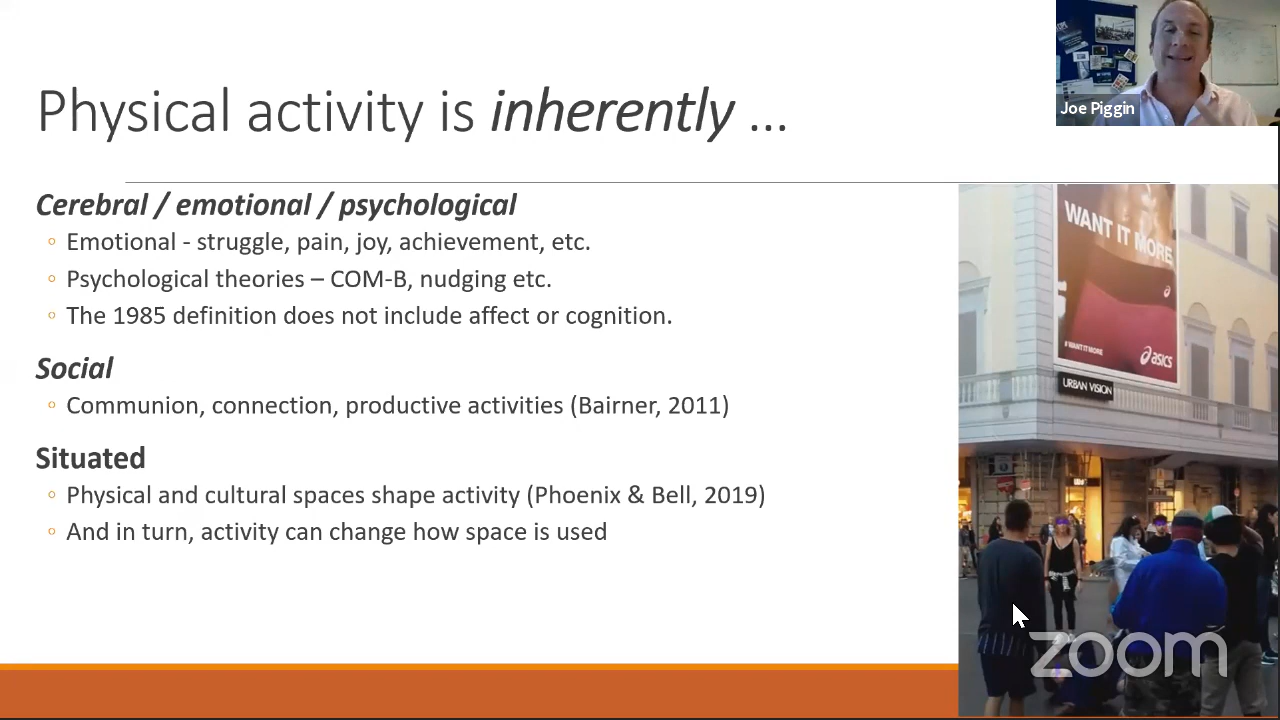 Physical activity is inherently ...
Cerebral / emotional / psychological
Emotional - struggle, pain, joy, achievement, etc.
Psychological theories – COM-B, nudging etc.
The 1985 definition does not include affect or cognition.
Social
Communion, connection, productive activities (Bairner, 2011)
Situated
Physical and cultural spaces shape activity (Phoenix & Bell, 2019)
And in turn, activity can change how space is used
Joe Piggin
WANT IT MORE
#WANTITMORE
asics
URBAN VISION
zoom